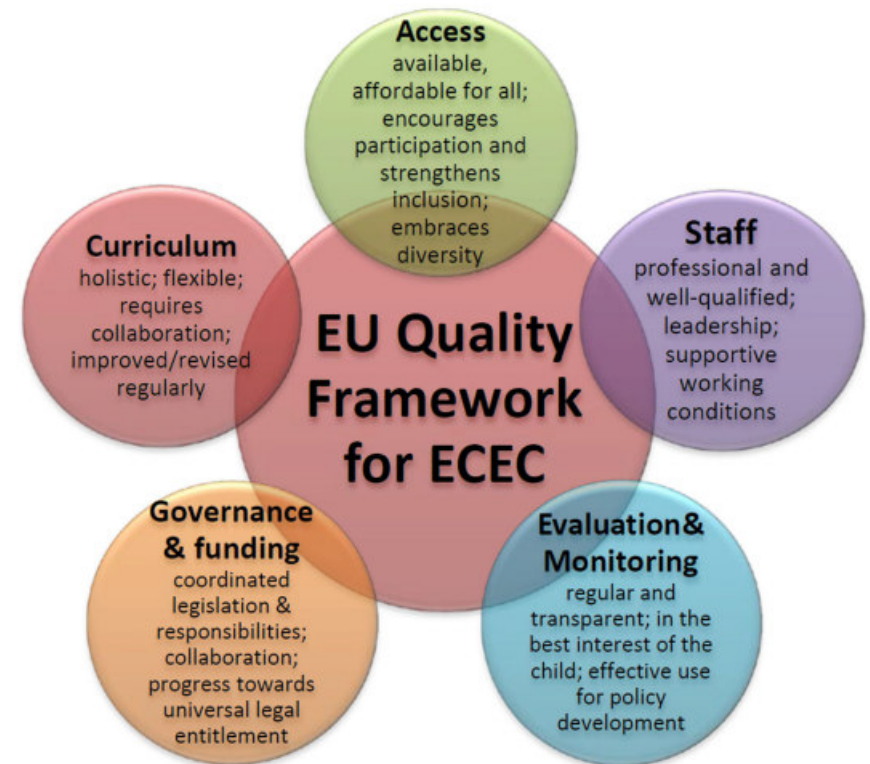 Access
available,
affordable for all;
encourages
participation and
strengthens
inclusion;
embraces
diversity
Curriculum
holistic; flexible;
requires
collaboration;
improved/revised
regularly
Staff
professional and
well-qualified;
leadership;
supportive
working
conditions
EU Quality
Framework
for ECEC
Governance
& funding
coordinated
legislation &
responsibilities;
collaboration;
progress towards
universal legal
entitlement
Evaluation&
Monitoring
regular and
transparent; in the
best interest of the
child; effective use
for policy
development